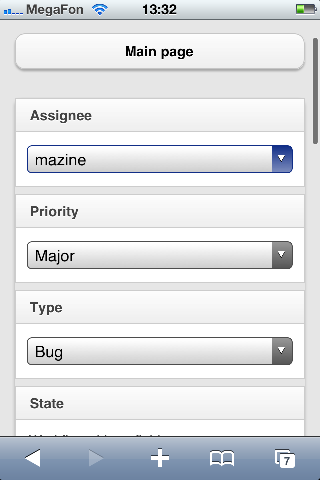 MegaFon
13:32
Main page
Assignee
mazine
Priority
Major
Type
Bug
State
7